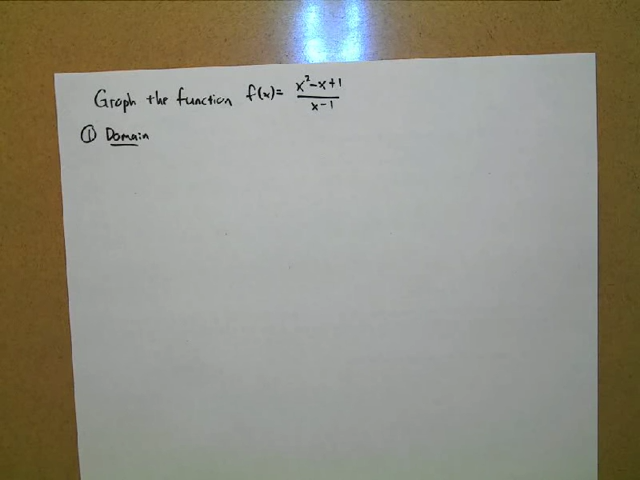 Graph the function f(x)= x²-x+1 / x-1
① Domain